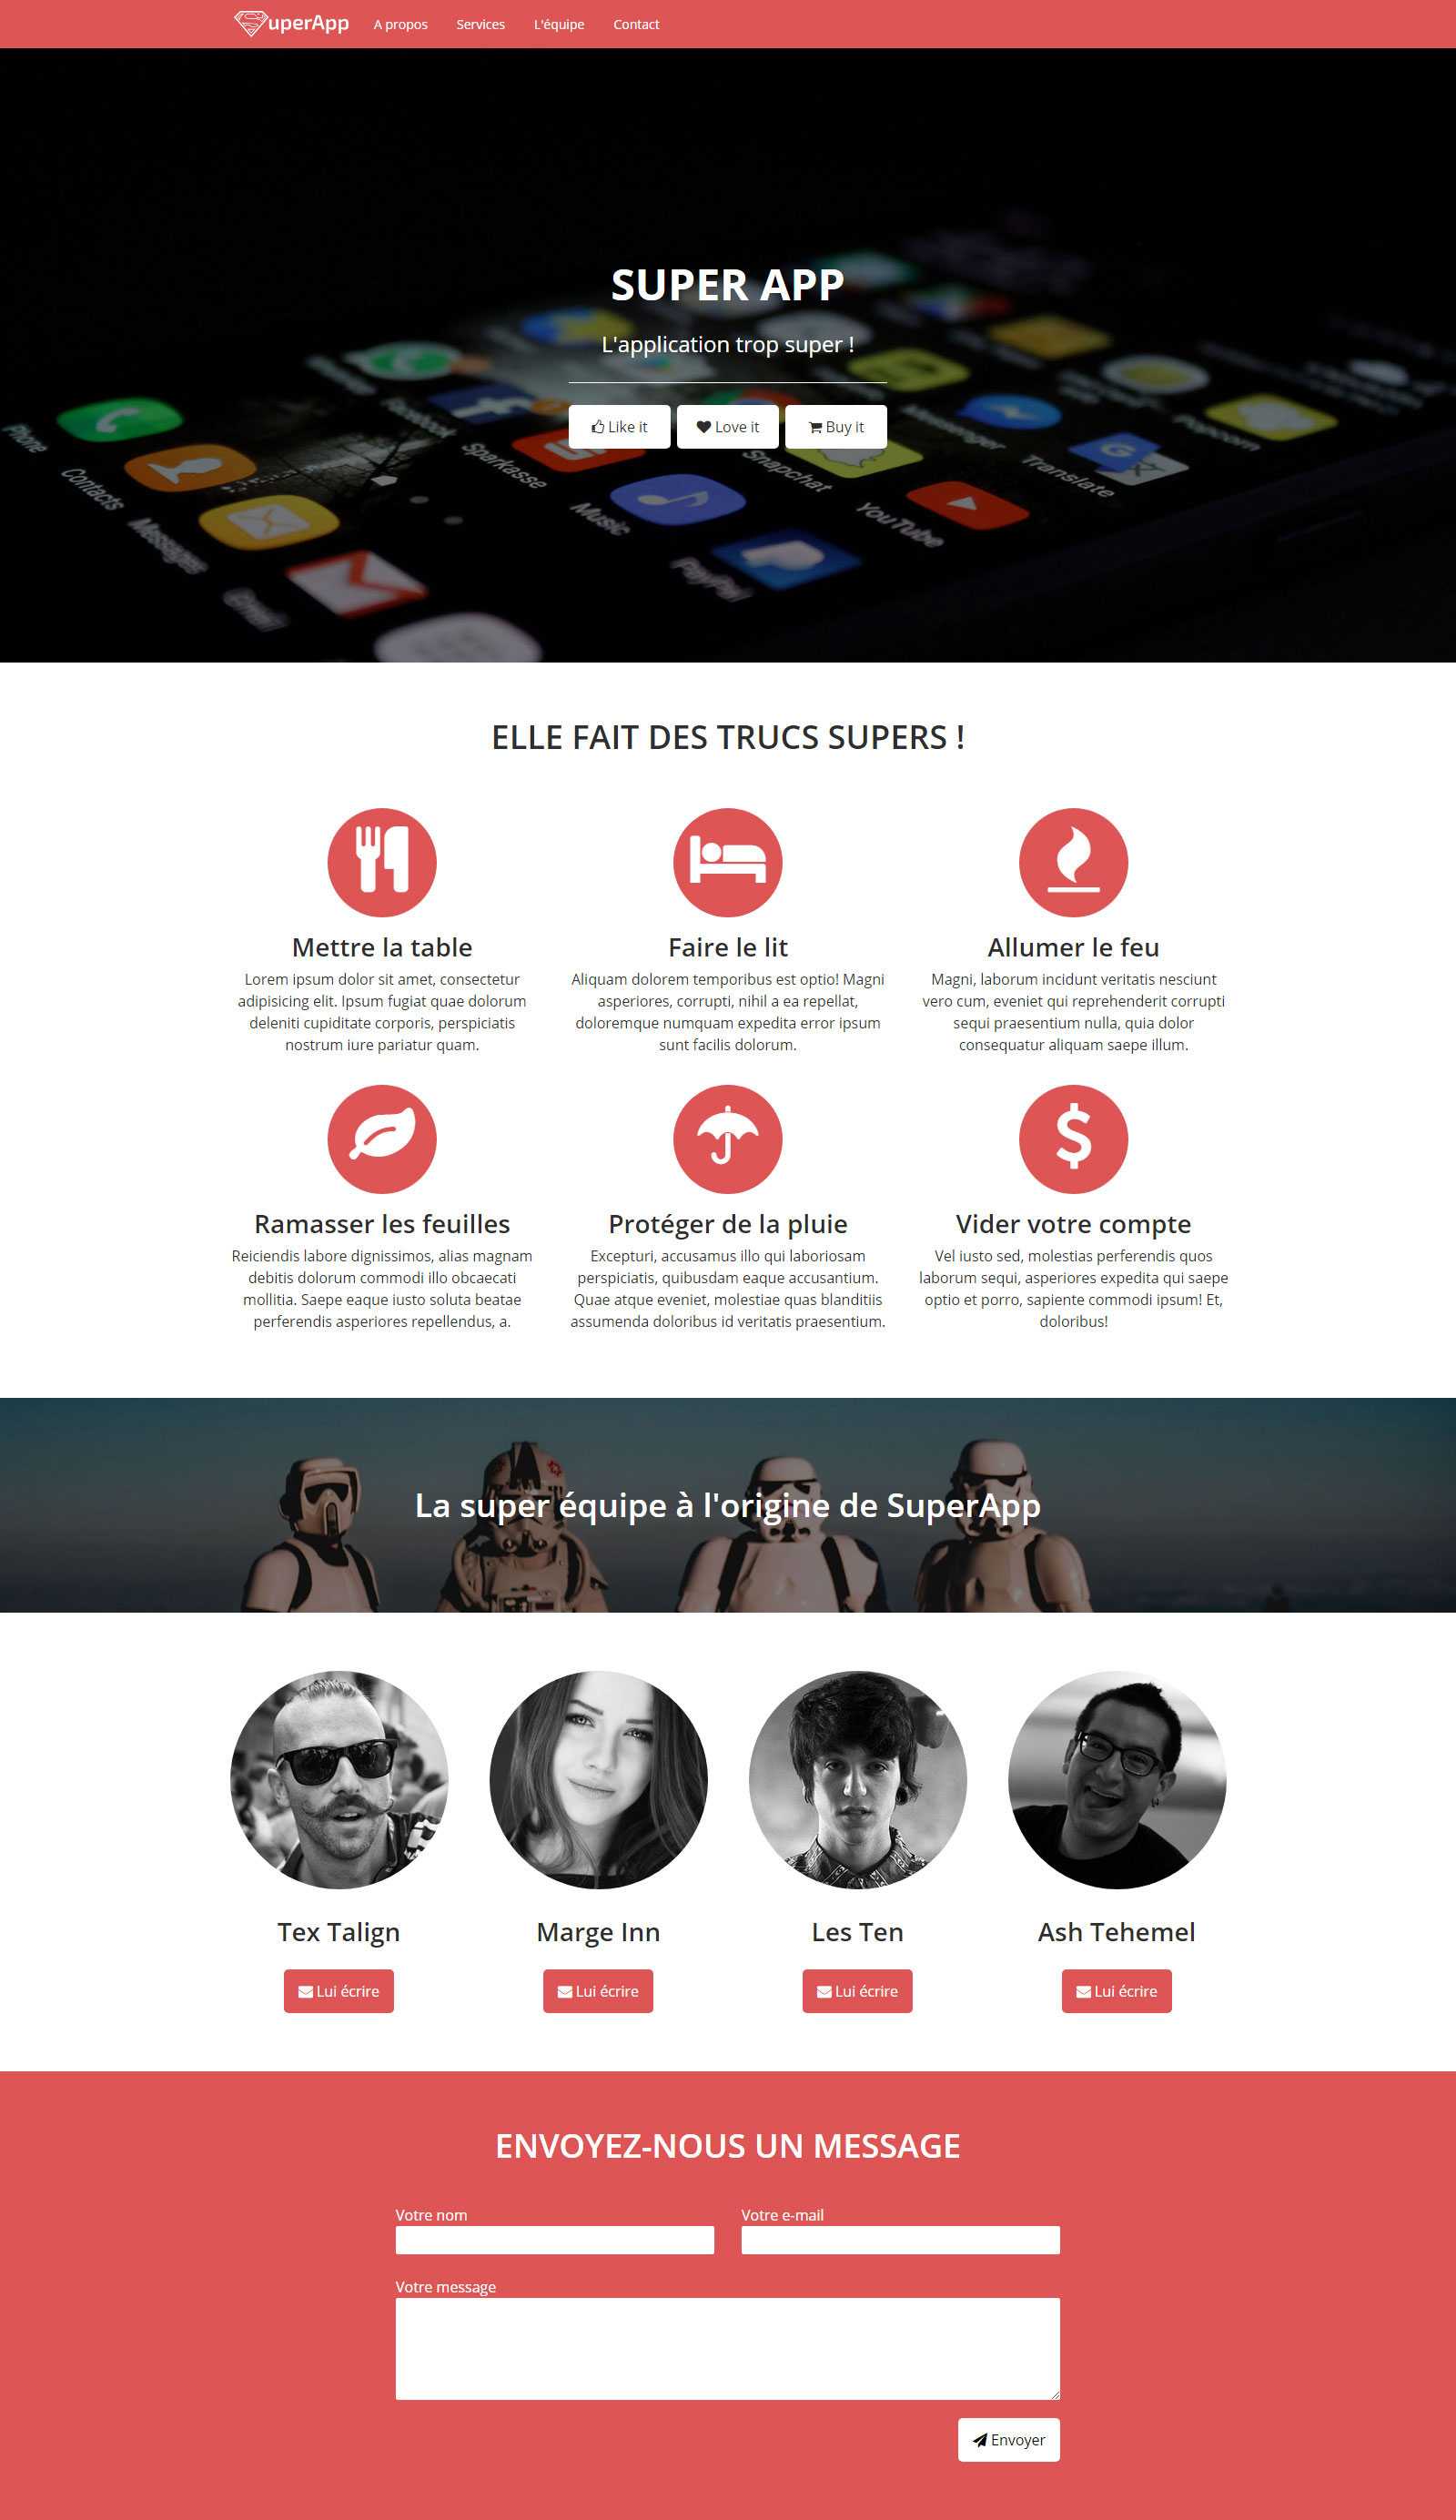 uperApp A propos Services L'équipe Contact
SUPER APP
L'application trop super !
Like it Love it Buy it
WhatsApp
Facebook
Phone
Contacts
Sparkasse
Snapchat
Messenger
Popcorn
Translate
Messages
Music
YouTube
Email
PayPal
ELLE FAIT DES TRUCS SUPERS !
Mettre la table
Lorem ipsum dolor sit amet, consectetur
adipisicing elit. Ipsum fugiat quae dolorum
deleniti cupiditate corporis, perspiciatis
nostrum iure pariatur quam.
Faire le lit
Aliquam dolorem temporibus est optio! Magni
asperiores, corrupti, nihil a ea repellat,
doloremque numquam expedita error ipsum
sunt facilis dolorum.
Allumer le feu
Magni, laborum incidunt veritatis nesciunt
vero cum, eveniet qui reprehenderit corrupti
sequi praesentium nulla, quia dolor
consequatur aliquam saepe illum.
Ramasser les feuilles
Reiciendis labore dignissimos, alias magnam
debitis dolorum commodi illo obcaecati
mollitia. Saepe eaque iusto soluta beatae
perferendis asperiores repellendus, a.
Protéger de la pluie
Excepturi, accusamus illo qui laboriosam
perspiciatis, quibusdam eaque accusantium.
Quae atque eveniet, molestiae quas blanditiis
assumenda doloribus id veritatis praesentium.
Vider votre compte
Vel iusto sed, molestias perferendis quos
laborum sequi, asperiores expedita qui saepe
optio et porro, sapiente commodi ipsum! Et,
doloribus!
La super équipe à l'origine de SuperApp
Tex Talign
Lui écrire
Marge Inn
Lui écrire
Les Ten
Lui écrire
Ash Tehemel
Lui écrire
ENVOYEZ-NOUS UN MESSAGE
Votre nom
Votre e-mail
Votre message
Envoyer